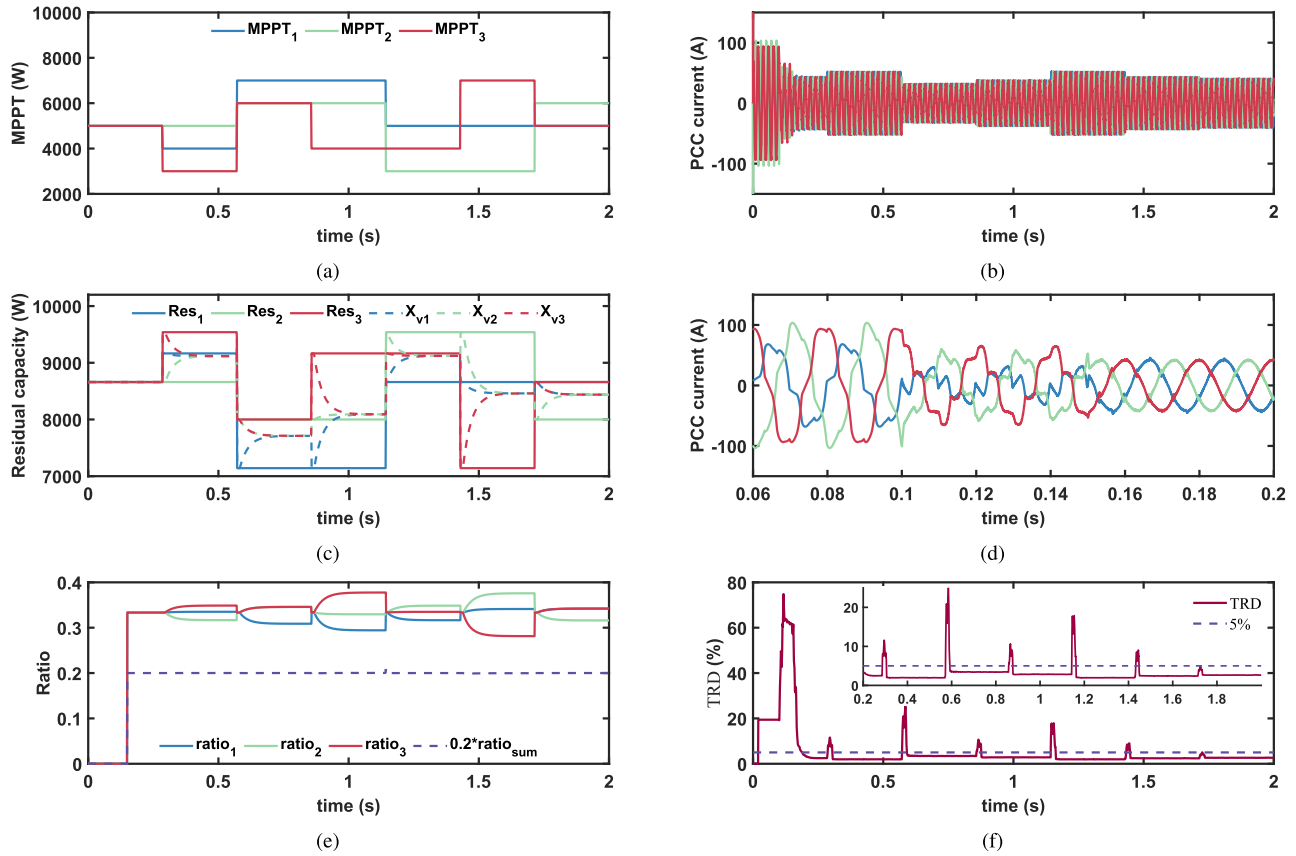 10000
8000
6000
4000
2000
MPPT (W)
MPPT1 MPPT2 MPPT3
0 0.5 1 1.5 2
time (s)
(a)
100
0
-100
PCC current (A)
0 0.5 1 1.5 2
time (s)
(b)
10000
9000
8000
7000
Residual capacity (W)
Res1 Res2 Res3 Xv1 Xv2 Xv3
0 0.5 1 1.5 2
time (s)
(c)
100
0
-100
PCC current (A)
0.06 0.08 0.1 0.12 0.14 0.16 0.18 0.2
time (s)
(d)
0.4
0.3
0.2
0.1
0
Ratio
ratio1 ratio2 ratio3 0.2*ratiosum
0 0.5 1 1.5 2
time (s)
(e)
80
60
40
20
0
TRD (%)
20
10
0
0.2 0.4 0.6 0.8 1 1.2 1.4 1.6 1.8
TRD
5%
0 0.5 1 1.5 2
time (s)
(f)